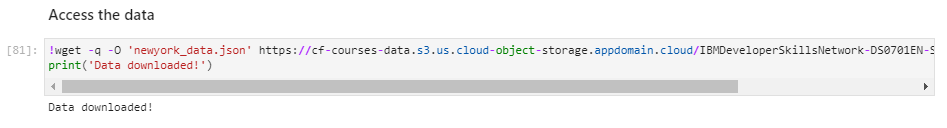 Access the data
[81]: !wget -q -O 'newyork_data.json' https://cf-courses-data.s3.us.cloud-object-storage.appdomain.cloud/IBMDeveloperSkillsNetwork-DS0701EN-S
print('Data downloaded!')
Data downloaded!